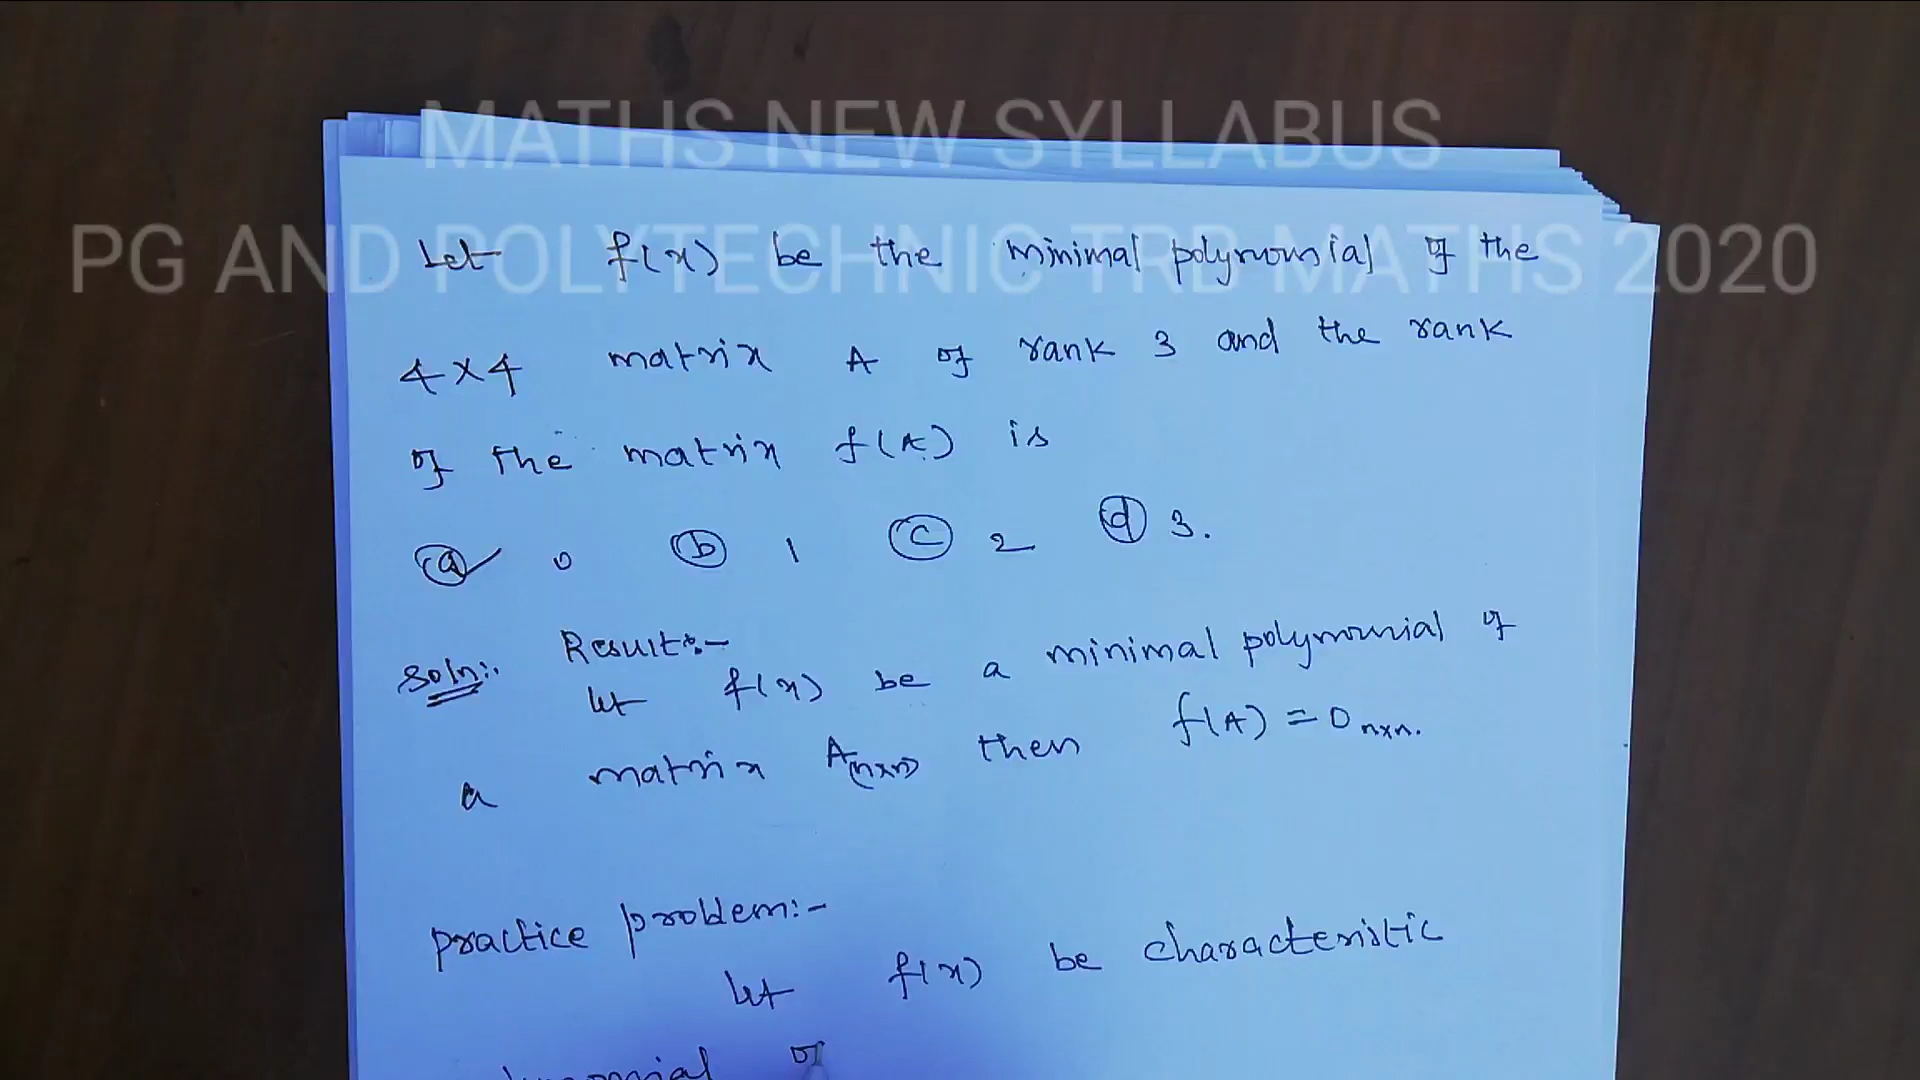 MATHS NEW SYLLABUS
PG AND POLYTECHNIC TRB MATHS 2020
Let f(x) be the minimal polynomial of the
4×4 matrix A of rank 3 and the rank
of the matrix f(A) is
(a) 0 (b) 1 (c) 2 (d) 3.
Soln:. Result:-
let f(x) be a minimal polynomial of
a matrix A(n×n) then f(A) = 0 n×n.
practice problem:-
let f(x) be characteristic
of